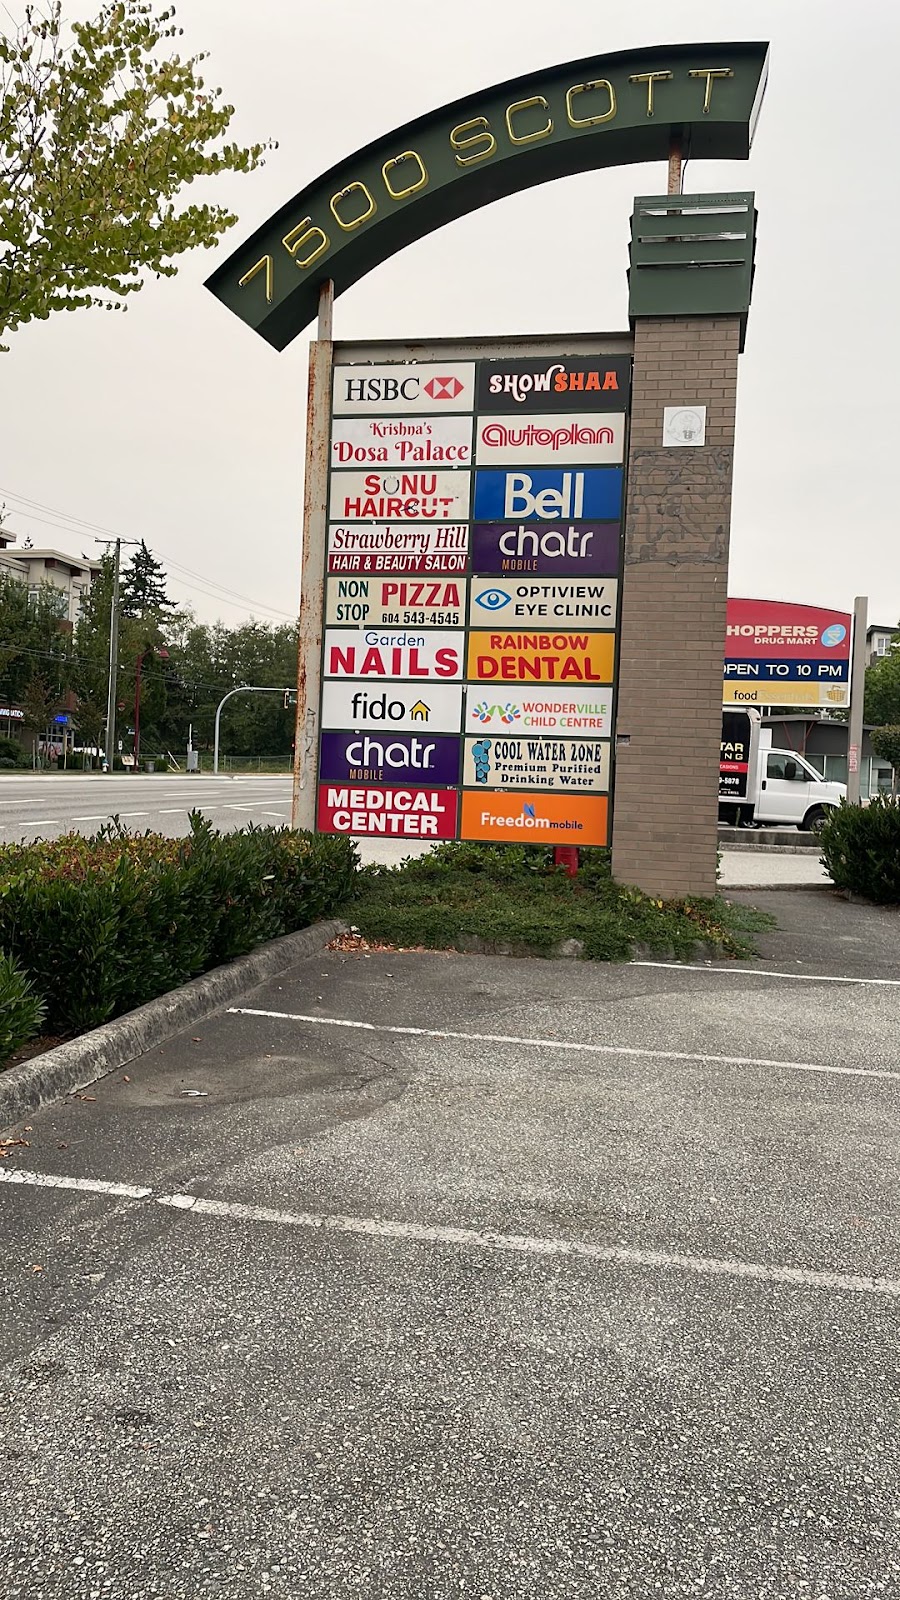 7500 SCOTT
HSBC
SHOWSHAA
Krishna's
Dosa Palace
Autoplan
SONU
HAIRCUT
Bell
Strawberry Hill
HAIR & BEAUTY SALON
chatr
MOBILE
NON
STOP
PIZZA
604 543-4545
OPTIVIEW
EYE CLINIC
Garden
NAILS
RAINBOW
DENTAL
fido
WONDERVILLE
CHILD CENTRE
chatr
MOBILE
COOL WATER ZONE
Premium Purified
Drinking Water
MEDICAL
CENTER
Freedom mobile
HOPPERS
DRUG MART
OPEN TO 10 PM
food
TAR
NG